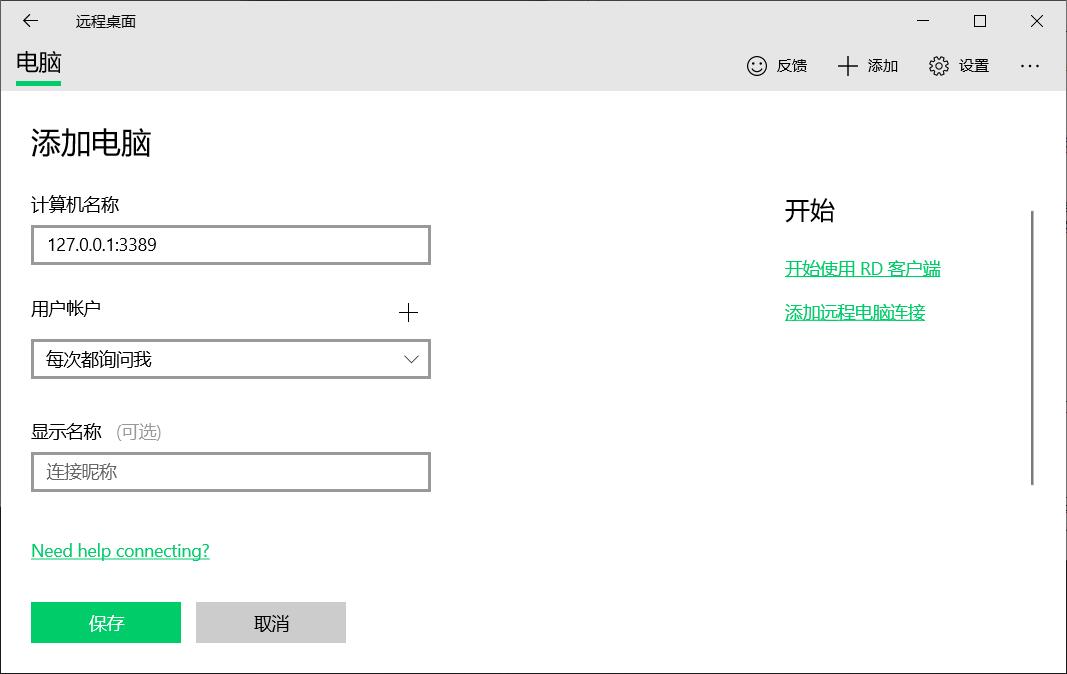 远程桌面
电脑
反馈
添加
设置
添加电脑
计算机名称
127.0.0.1:3389
用户帐户
每次都询问我
显示名称 (可选)
连接昵称
Need help connecting?
保存
取消
开始
开始使用 RD 客户端
添加远程电脑连接